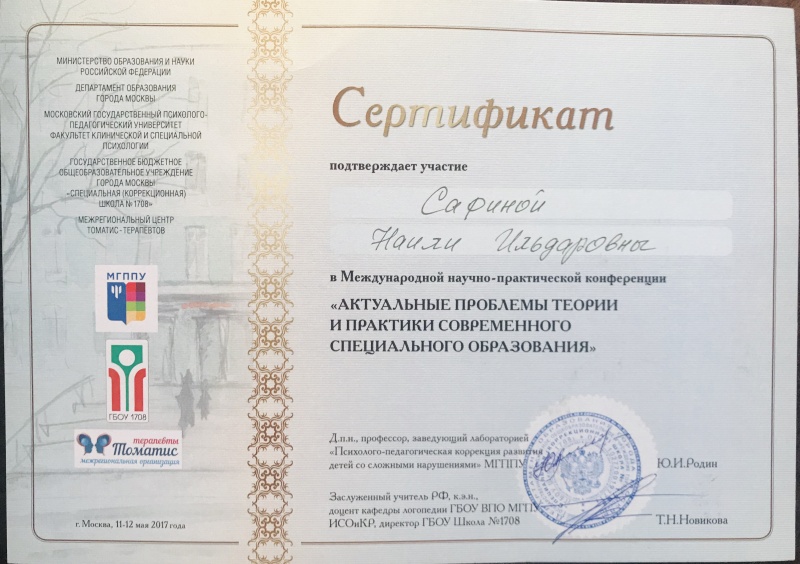 МИНИСТЕРСТВО ОБРАЗОВАНИЯ И НАУКИ
РОССИЙСКОЙ ФЕДЕРАЦИИ
ДЕПАРТАМЕНТ ОБРАЗОВАНИЯ
ГОРОДА МОСКВЫ
МОСКОВСКИЙ ГОСУДАРСТВЕННЫЙ ПСИХОЛОГО-
ПЕДАГОГИЧЕСКИЙ УНИВЕРСИТЕТ
ФАКУЛЬТЕТ КЛИНИЧЕСКОЙ И СПЕЦИАЛЬНОЙ
ПСИХОЛОГИИ
ГОСУДАРСТВЕННОЕ БЮДЖЕТНОЕ
ОБЩЕОБРАЗОВАТЕЛЬНОЕ УЧРЕЖДЕНИЕ
ГОРОДА МОСКВЫ
«СПЕЦИАЛЬНАЯ (КОРРЕКЦИОННАЯ)
ШКОЛА № 1708»
МЕЖРЕГИОНАЛЬНЫЙ ЦЕНТР
ТОМАТИС-ТЕРАПЕВТОВ
МГППУ
ГБОУ 1708
терапевты
Томатис
межрегиональная организация
г. Москва, 11-12 мая 2017 года
Сертификат
подтверждает участие
Сафиной
Наили Ильдаровны
в Международной научно-практической конференции
«АКТУАЛЬНЫЕ ПРОБЛЕМЫ ТЕОРИИ
И ПРАКТИКИ СОВРЕМЕННОГО
СПЕЦИАЛЬНОГО ОБРАЗОВАНИЯ»
Д.п.н., профессор, заведующий лабораторией
«Психолого-педагогическая коррекция развития
детей со сложными нарушениями» МГППУ
Ю.И.Родин
Заслуженный учитель РФ, к.э.н.,
доцент кафедры логопедии ГБОУ ВПО МГПУ
ИСОиКР, директор ГБОУ Школа №1708
Т.Н.Новикова